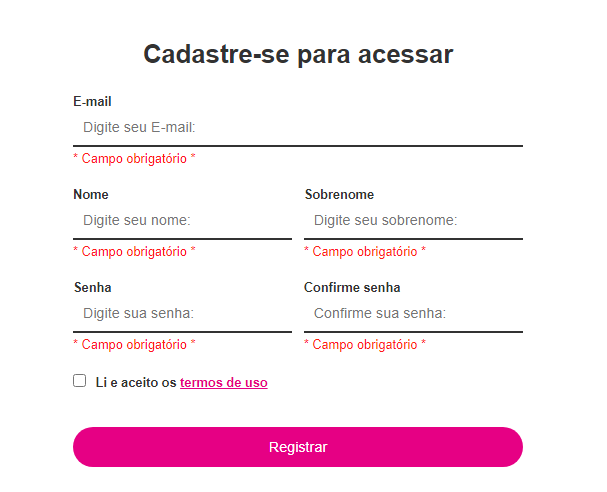 Cadastre-se para acessar
E-mail
Digite seu E-mail:
* Campo obrigatório *
Nome Sobrenome
Digite seu nome: Digite seu sobrenome:
* Campo obrigatório * * Campo obrigatório *
Senha Confirme senha
Digite sua senha: Confirme sua senha:
* Campo obrigatório * * Campo obrigatório *
Li e aceito os termos de uso
Registrar